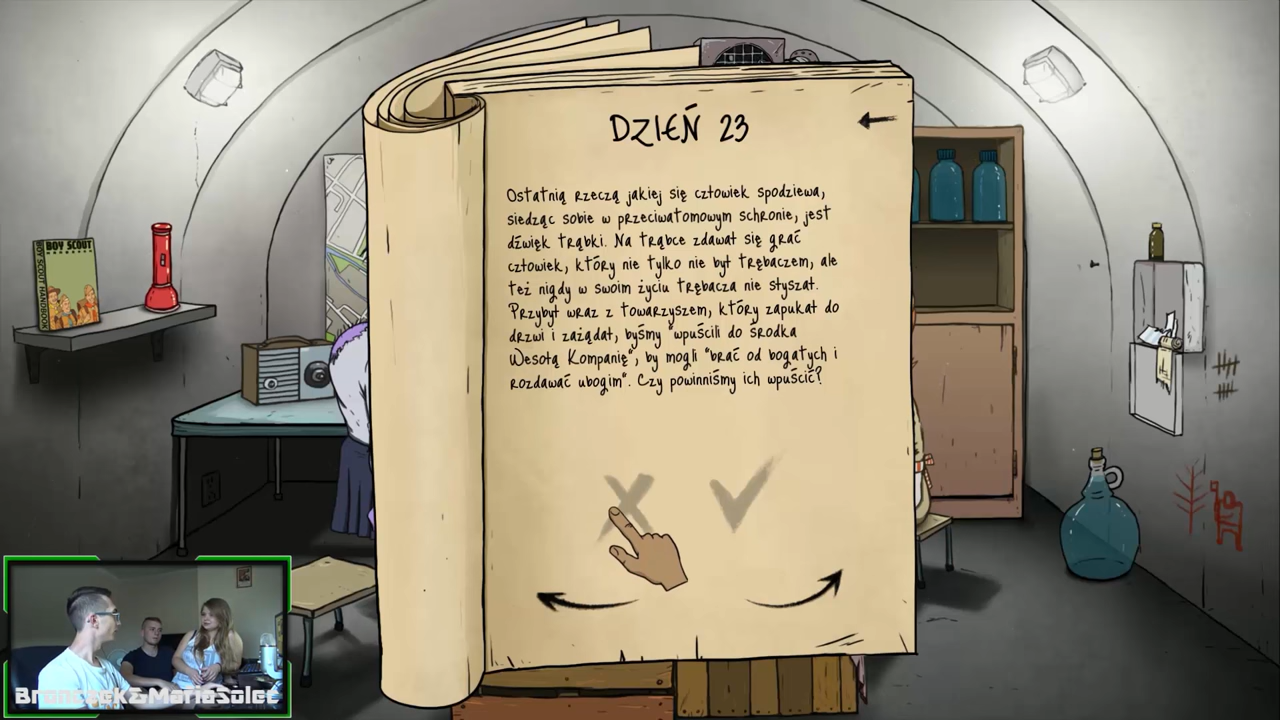 DZIEŃ 23
Ostatnią rzeczą jakiej się człowiek spodziewa,
siedząc sobie w przeciwatomowym schronie, jest
dźwięk trąbki. Na trąbce zdawał się grać
człowiek, który nie tylko nie był trębaczem, ale
też nigdy w swoim życiu trębacza nie słyszał.
Przybył wraz z towarzyszem, który zapukał do
drzwi i zażądał, byśmy "wpuścili do środka
Wesołą Kompanię", by mogli "brać od bogatych i
rozdawać ubogim". Czy powinniśmy ich wpuścić?
BOY SCOUT
BOY SCOUT HANDBOOK